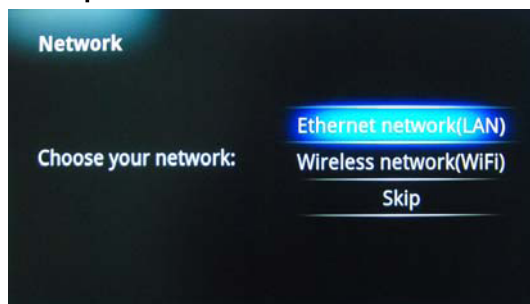 Network
Ethernet network(LAN)
Choose your network:
Wireless network(WiFi)
Skip